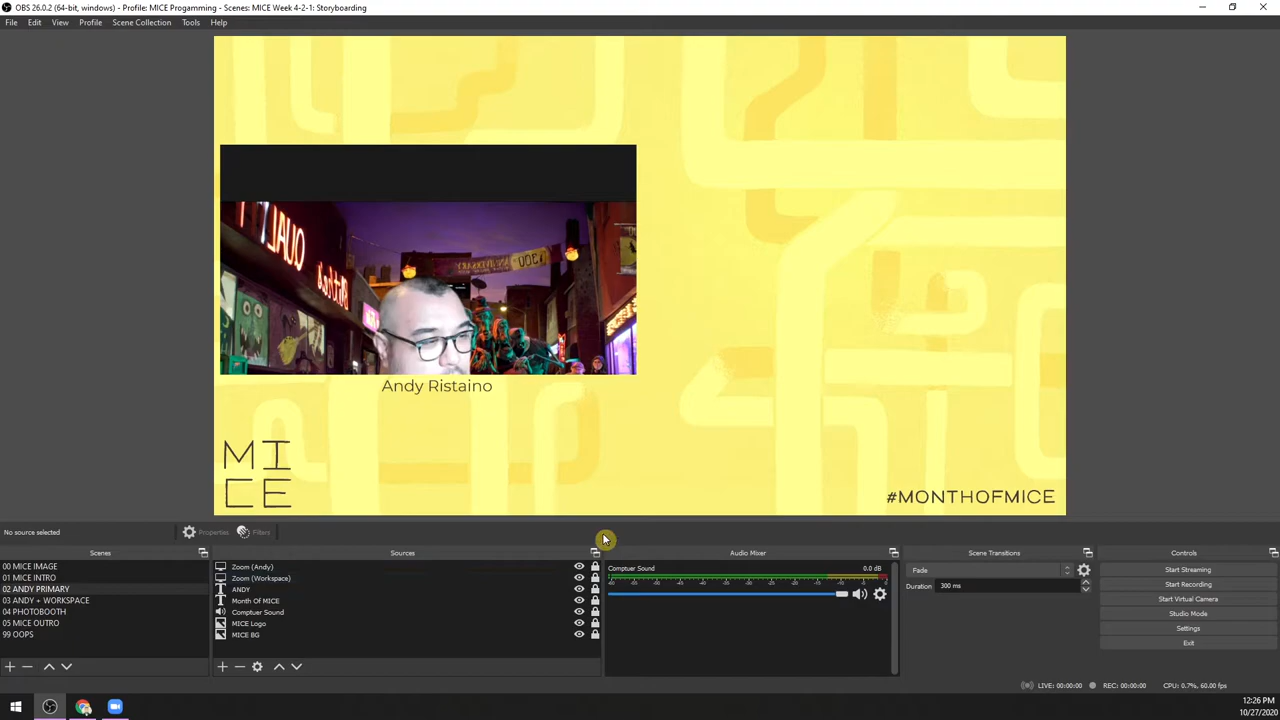 OBS 26.0.2 (64-bit, windows) - Profile: MICE Progamming - Scenes: MICE Week 4-2-1: Storyboarding
File Edit View Profile Scene Collection Tools Help
QUAL
Bitches
300
Andy Ristaino
MI
CE
#MONTHOFMICE
No source selected
Properties
Filters
Scenes
00 MICE IMAGE
01 MICE INTRO
02 ANDY PRIMARY
03 ANDY + WORKSPACE
04 PHOTOBOOTH
05 MICE OUTRO
99 OOPS
Sources
Zoom (Andy)
Zoom (Workspace)
ANDY
Month Of MICE
Comptuer Sound
MICE Logo
MICE BG
Audio Mixer
Comptuer Sound 0.0 dB
Scene Transitions
Fade
Duration 300 ms
Controls
Start Streaming
Start Recording
Start Virtual Camera
Studio Mode
Settings
Exit
LIVE: 00:00:00 REC: 00:00:00 CPU: 0.7%, 60.00 fps
12:26 PM
10/27/2020